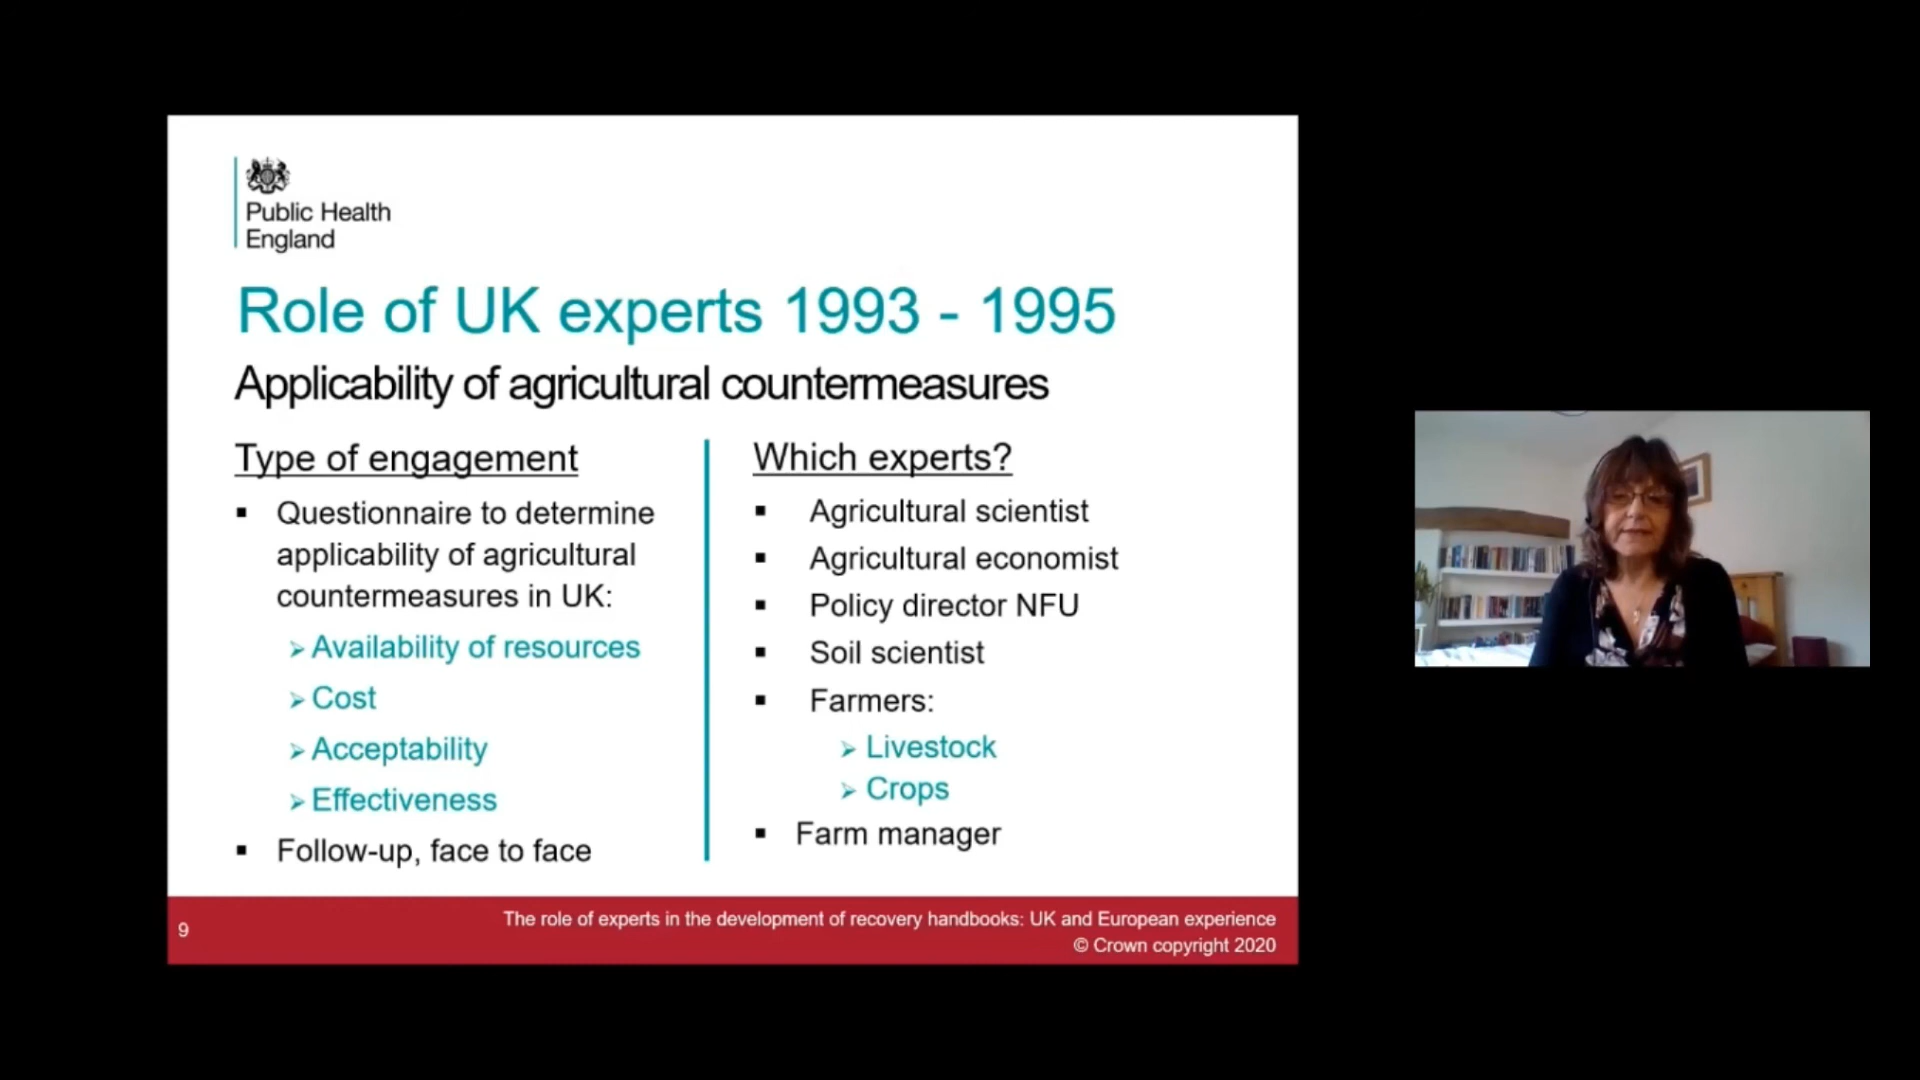 Public Health
England
Role of UK experts 1993 - 1995
Applicability of agricultural countermeasures
Type of engagement
▪ Questionnaire to determine
applicability of agricultural
countermeasures in UK:
➢ Availability of resources
➢ Cost
➢ Acceptability
➢ Effectiveness
▪ Follow-up, face to face
Which experts?
▪ Agricultural scientist
▪ Agricultural economist
▪ Policy director NFU
▪ Soil scientist
▪ Farmers:
➢ Livestock
➢ Crops
▪ Farm manager
9
The role of experts in the development of recovery handbooks: UK and European experience
© Crown copyright 2020